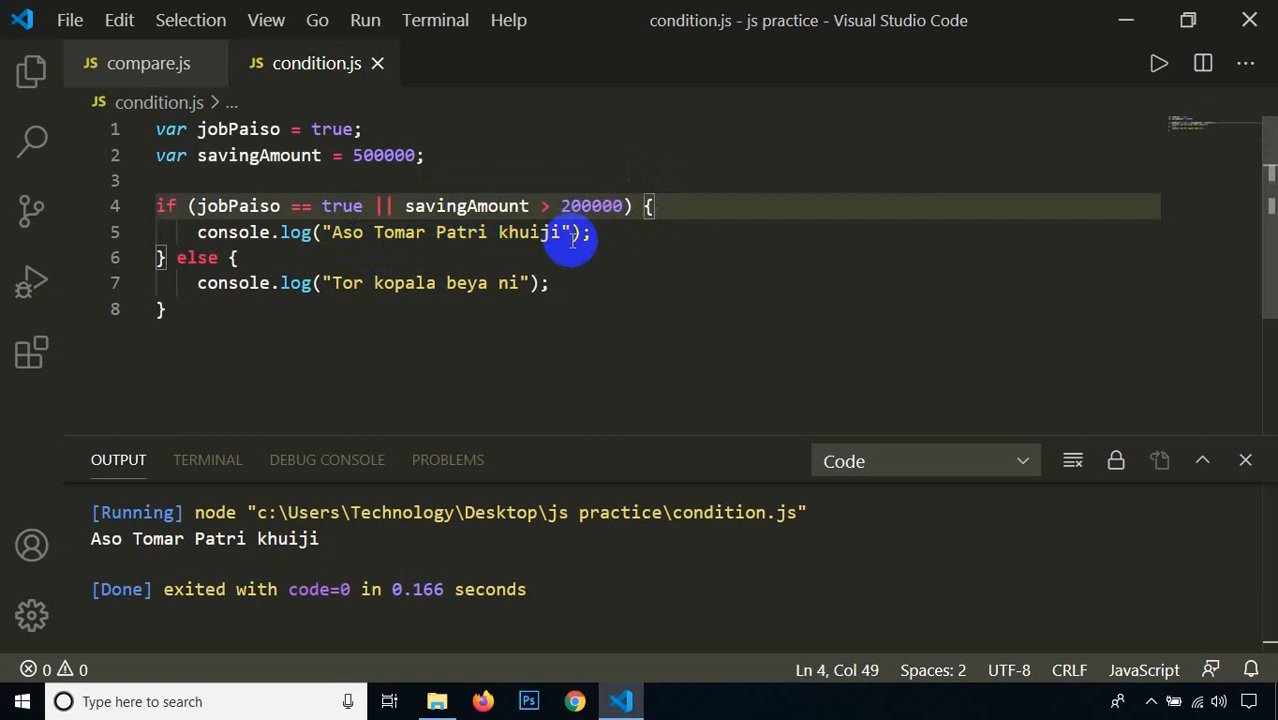 File Edit Selection View Go Run Terminal Help condition.js - js practice - Visual Studio Code
JS compare.js JS condition.js
JS condition.js > ...
1 var jobPaiso = true;
2 var savingAmount = 500000;
3
4 if (jobPaiso == true || savingAmount > 200000) {
5 console.log("Aso Tomar Patri khuiji");
6 } else {
7 console.log("Tor kopala beya ni");
8 }
OUTPUT TERMINAL DEBUG CONSOLE PROBLEMS Code
[Running] node "c:\Users\Technology\Desktop\js practice\condition.js"
Aso Tomar Patri khuiji
[Done] exited with code=0 in 0.166 seconds
0 0 Ln 4, Col 49 Spaces: 2 UTF-8 CRLF JavaScript
Type here to search Ps